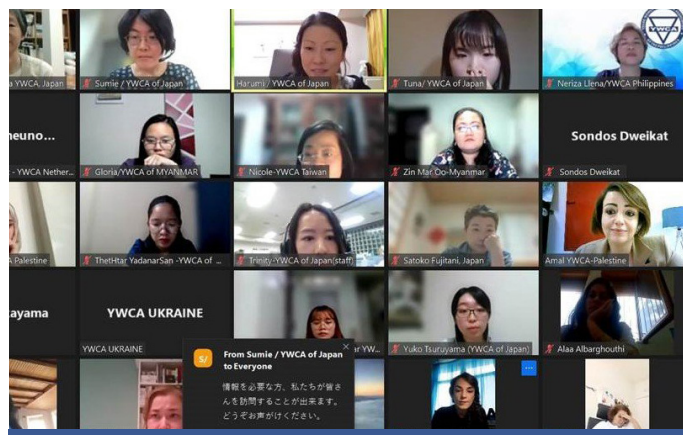 a YWCA, Japan
Sumie / YWCA of Japan
Harumi / YWCA of Japan
Tuna/ YWCA of Japan
Neriza Llena/YWCA Philippines
YWCA
heuno...
- YWCA Nether...
Gloria/YWCA of MYANMAR
Nicole-YWCA Taiwan
Zin Mar Oo-Myanmar
Sondos Dweikat
Sondos Dweikat
A Palestine
ThetHtar YadanarSan -YWCA of ...
Trinity-YWCA of Japan(staff)
Satoko Fujitani, Japan
Amal YWCA-Palestine
ayama
YWCA UKRAINE
YWCA UKRAINE
ar YW...
Yuko Tsuruyama (YWCA of Japan)
Alaa Albarghouthi
S/
From Sumie / YWCA of Japan
to Everyone
情報を必要な方、私たちが皆さ
んを訪問することが出来ます。
どうぞお声がけください。